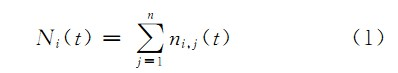 N_i(t) = \sum_{j=1}^{n} n_{i,j}(t) (1)